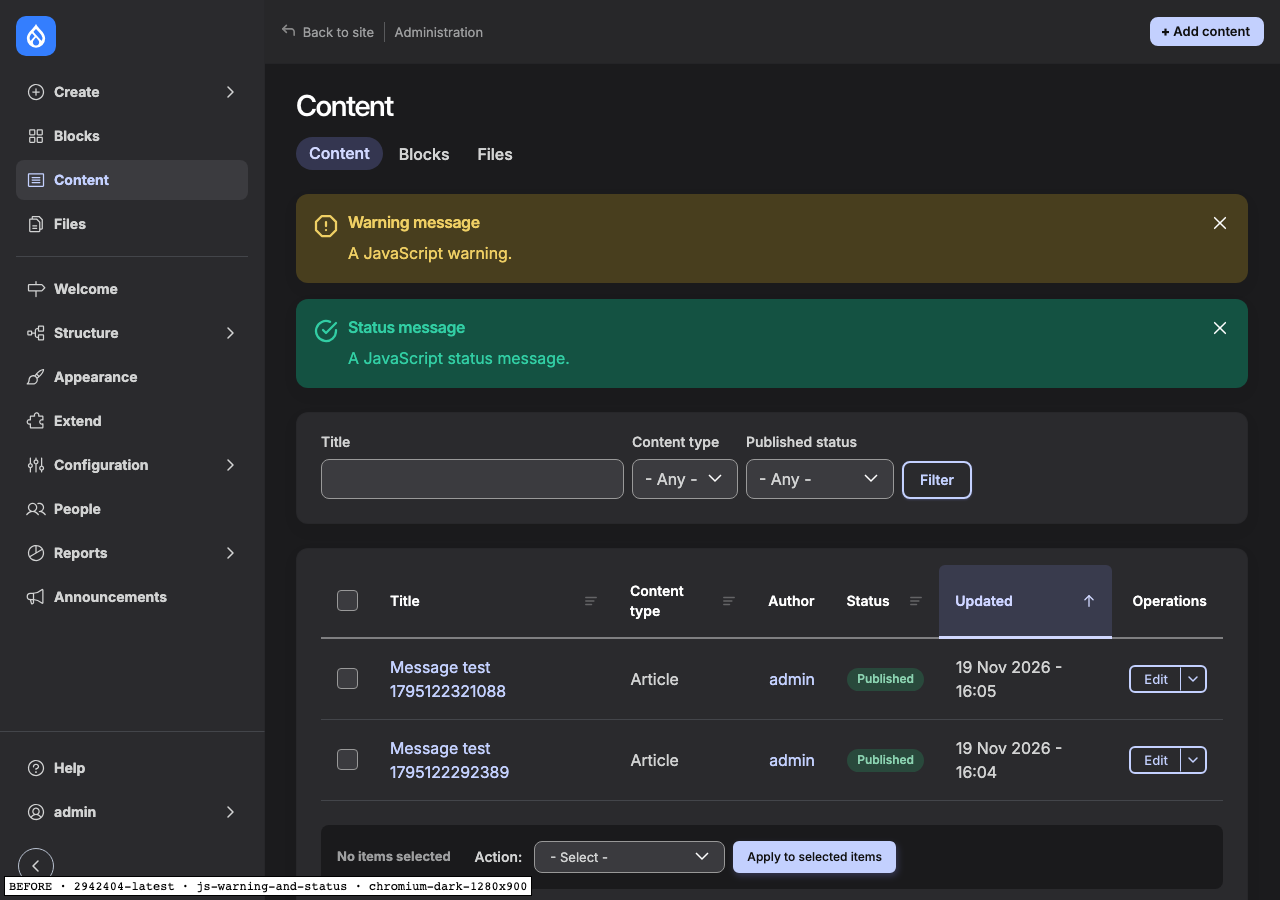 Back to site
Administration
+ Add content
Create
Blocks
Content
Files
Welcome
Structure
Appearance
Extend
Configuration
People
Reports
Announcements
Help
admin
Content
Content Blocks Files
Warning message
A JavaScript warning.
Status message
A JavaScript status message.
Title Content type Published status
- Any - - Any - Filter
Title Content type Author Status Updated Operations
Message test 1795122321088 Article admin Published 19 Nov 2026 - 16:05 Edit
Message test 1795122292389 Article admin Published 19 Nov 2026 - 16:04 Edit
No items selected Action: - Select - Apply to selected items
BEFORE · 2942404-latest · js-warning-and-status · chromium-dark-1280x900